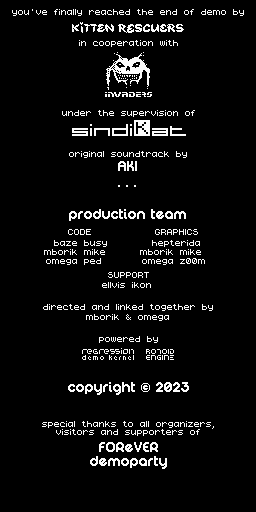 you've finally reached the end of demo by
KiTTEN RESCUERS
in cooperation with
iNVADERS
under the supervision of
sindiKat
original soundtrack by
AKI
...
production team
CODE GRAPHICS
baze busy hepterida
mborik mike mborik mike
omega ped omega z00m
SUPPORT
ellvis ikon
directed and linked together by
mborik & omega
powered by
regression ROTOID
demo kernel ENGINE
copyright © 2023
special thanks to all organizers,
visitors and supporters of
FOReVER
demoparty